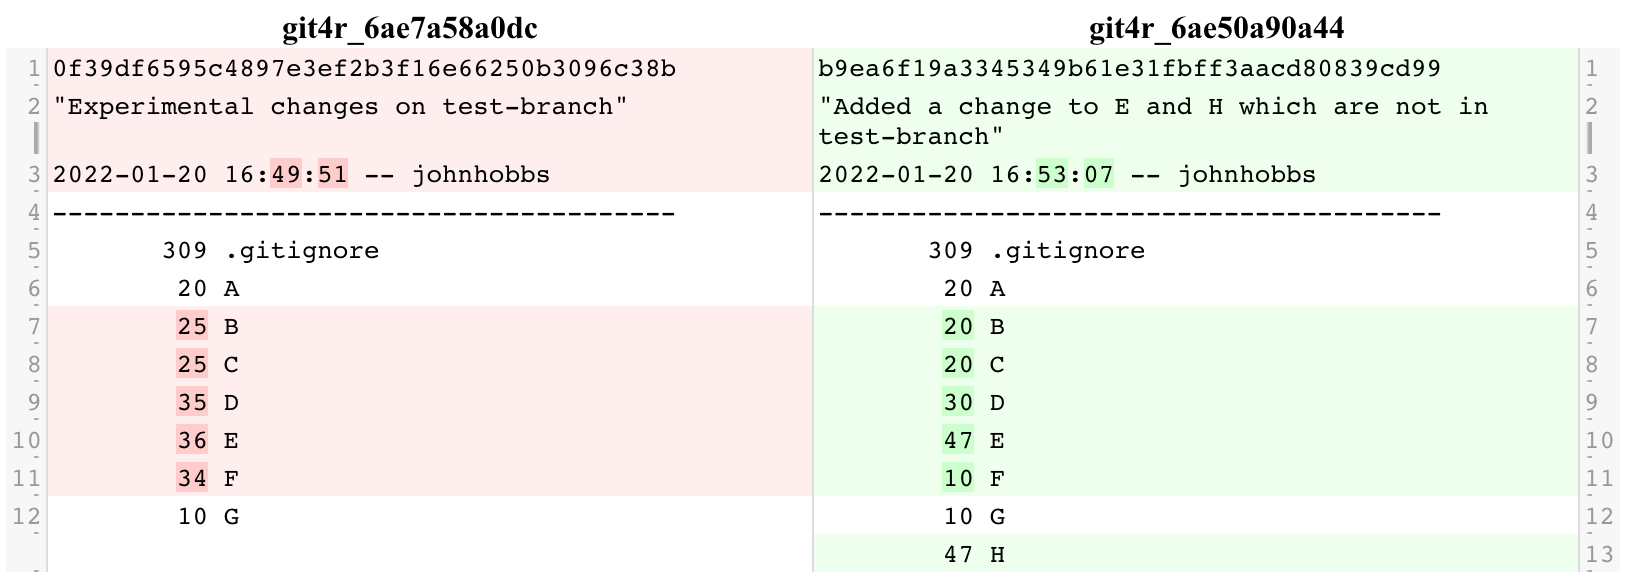 git4r_6ae7a58a0dc git4r_6ae50a90a44
1 0f39df6595c4897e3ef2b3f16e66250b3096c38b b9ea6f19a3345349b61e31fbff3aacd80839cd99 1
2 "Experimental changes on test-branch" "Added a change to E and H which are not in 2
test-branch"
3 2022-01-20 16:49:51 -- johnhobbs 2022-01-20 16:53:07 -- johnhobbs 3
4 ---------------------------------------- ---------------------------------------- 4
5 309 .gitignore 309 .gitignore 5
6 20 A 20 A 6
7 25 B 20 B 7
8 25 C 20 C 8
9 35 D 30 D 9
10 36 E 47 E 10
11 34 F 10 F 11
12 10 G 10 G 12
47 H 13